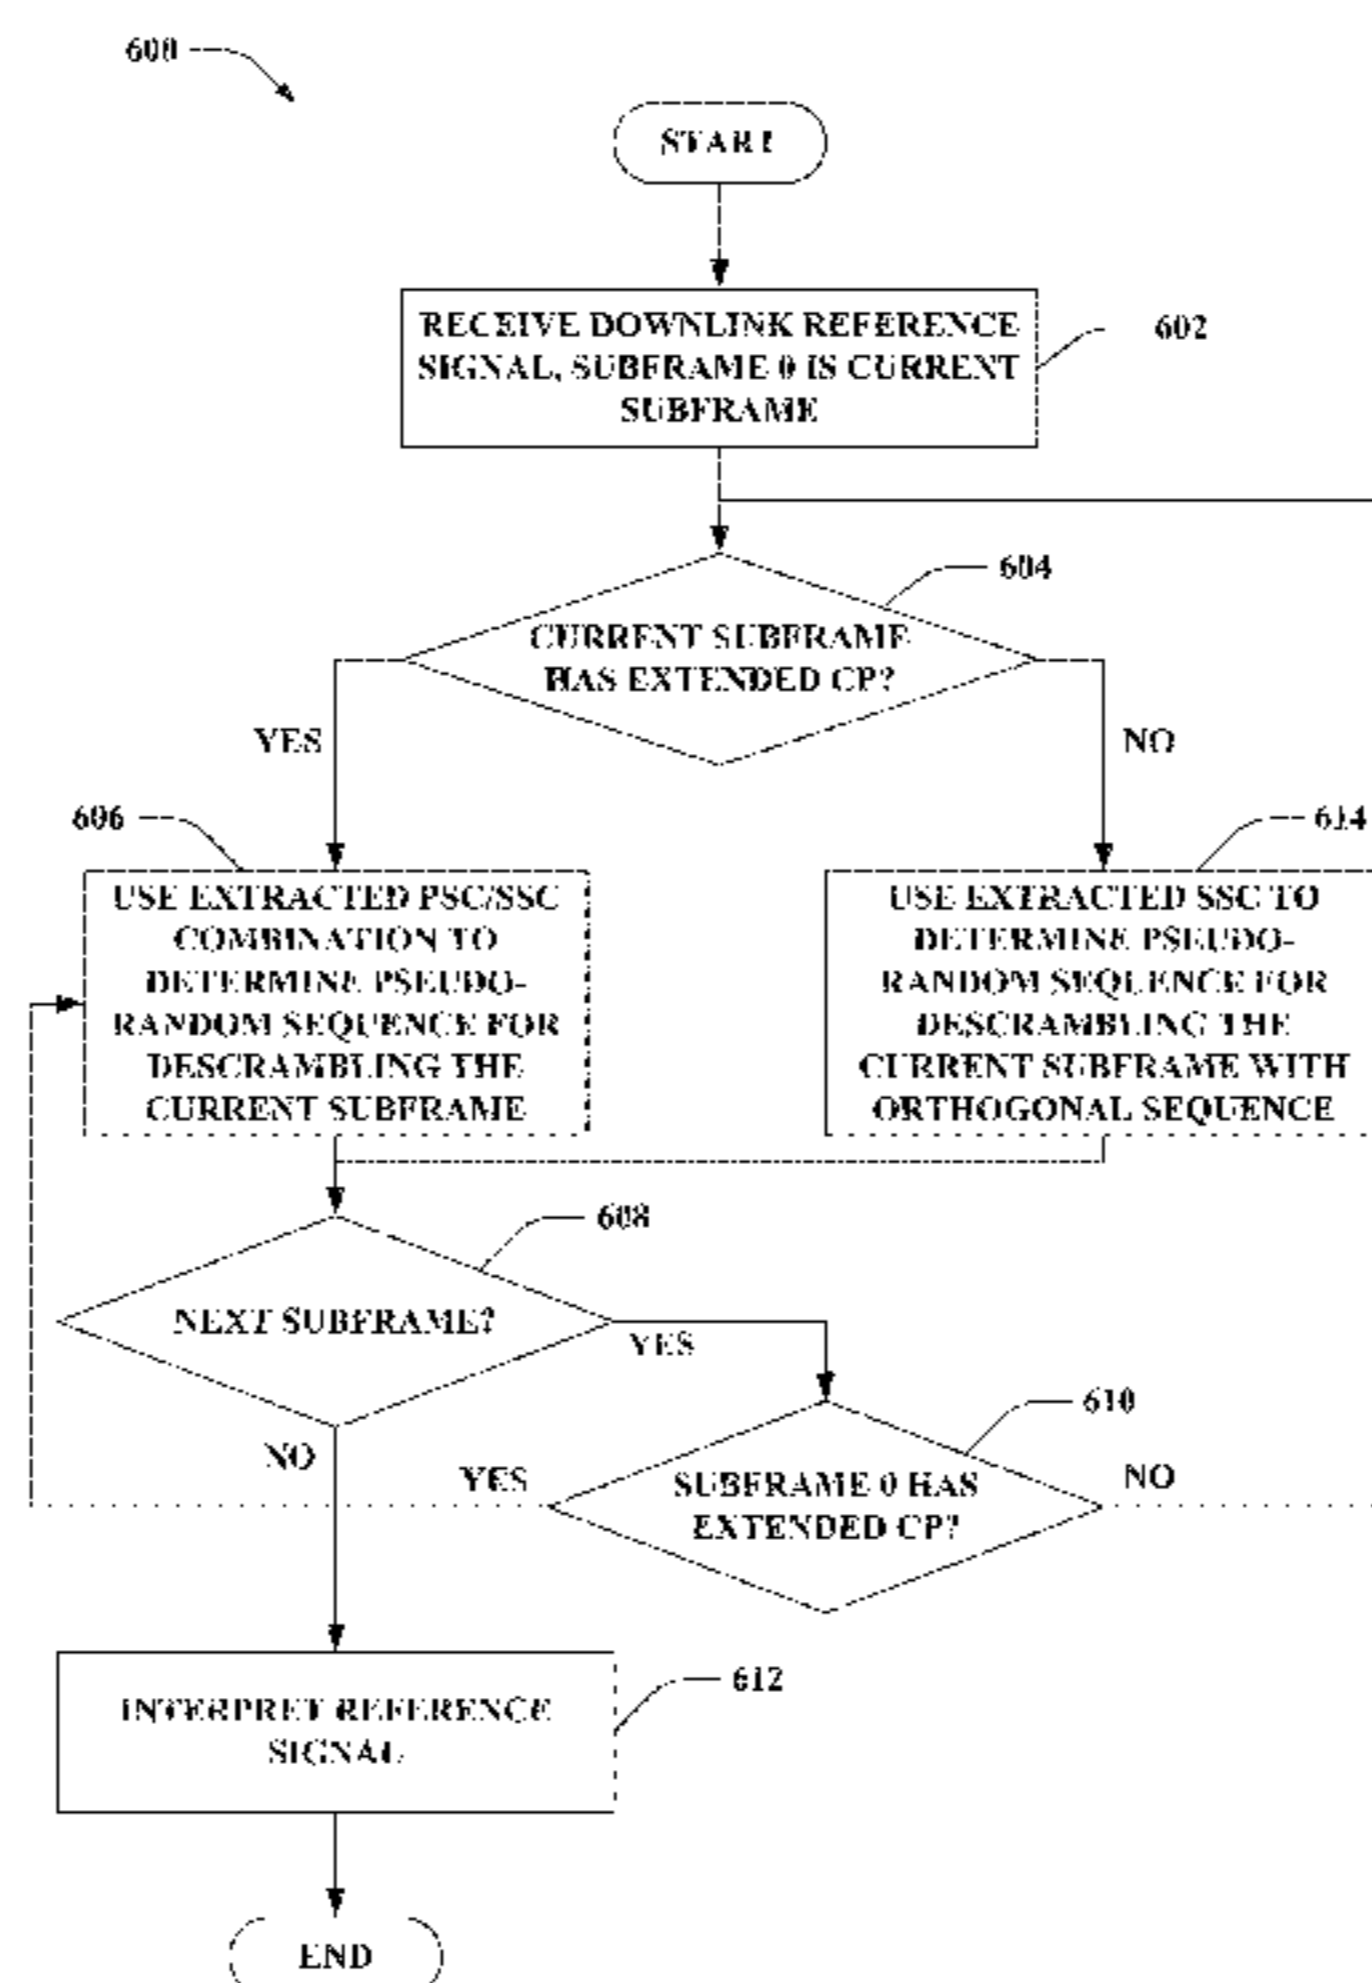 600
START
RECEIVE DOWNLINK REFERENCE
SIGNAL, SUBFRAME 0 IS CURRENT
SUBFRAME
602
604
CURRENT SUBFRAME
HAS EXTENDED CP?
YES
NO
606
614
USE EXTRACTED PSC/SSC
COMBINATION TO
DETERMINE PSEUDO-
RANDOM SEQUENCE FOR
DESCRAMBLING THE
CURRENT SUBFRAME
USE EXTRACTED SSC TO
DETERMINE PSEUDO-
RANDOM SEQUENCE FOR
DESCRAMBLING THE
CURRENT SUBFRAME WITH
ORTHOGONAL SEQUENCE
608
NEXT SUBFRAME?
YES
610
NO
YES
SUBFRAME 0 HAS
EXTENDED CP?
NO
612
INTERPRET REFERENCE
SIGNAL
END